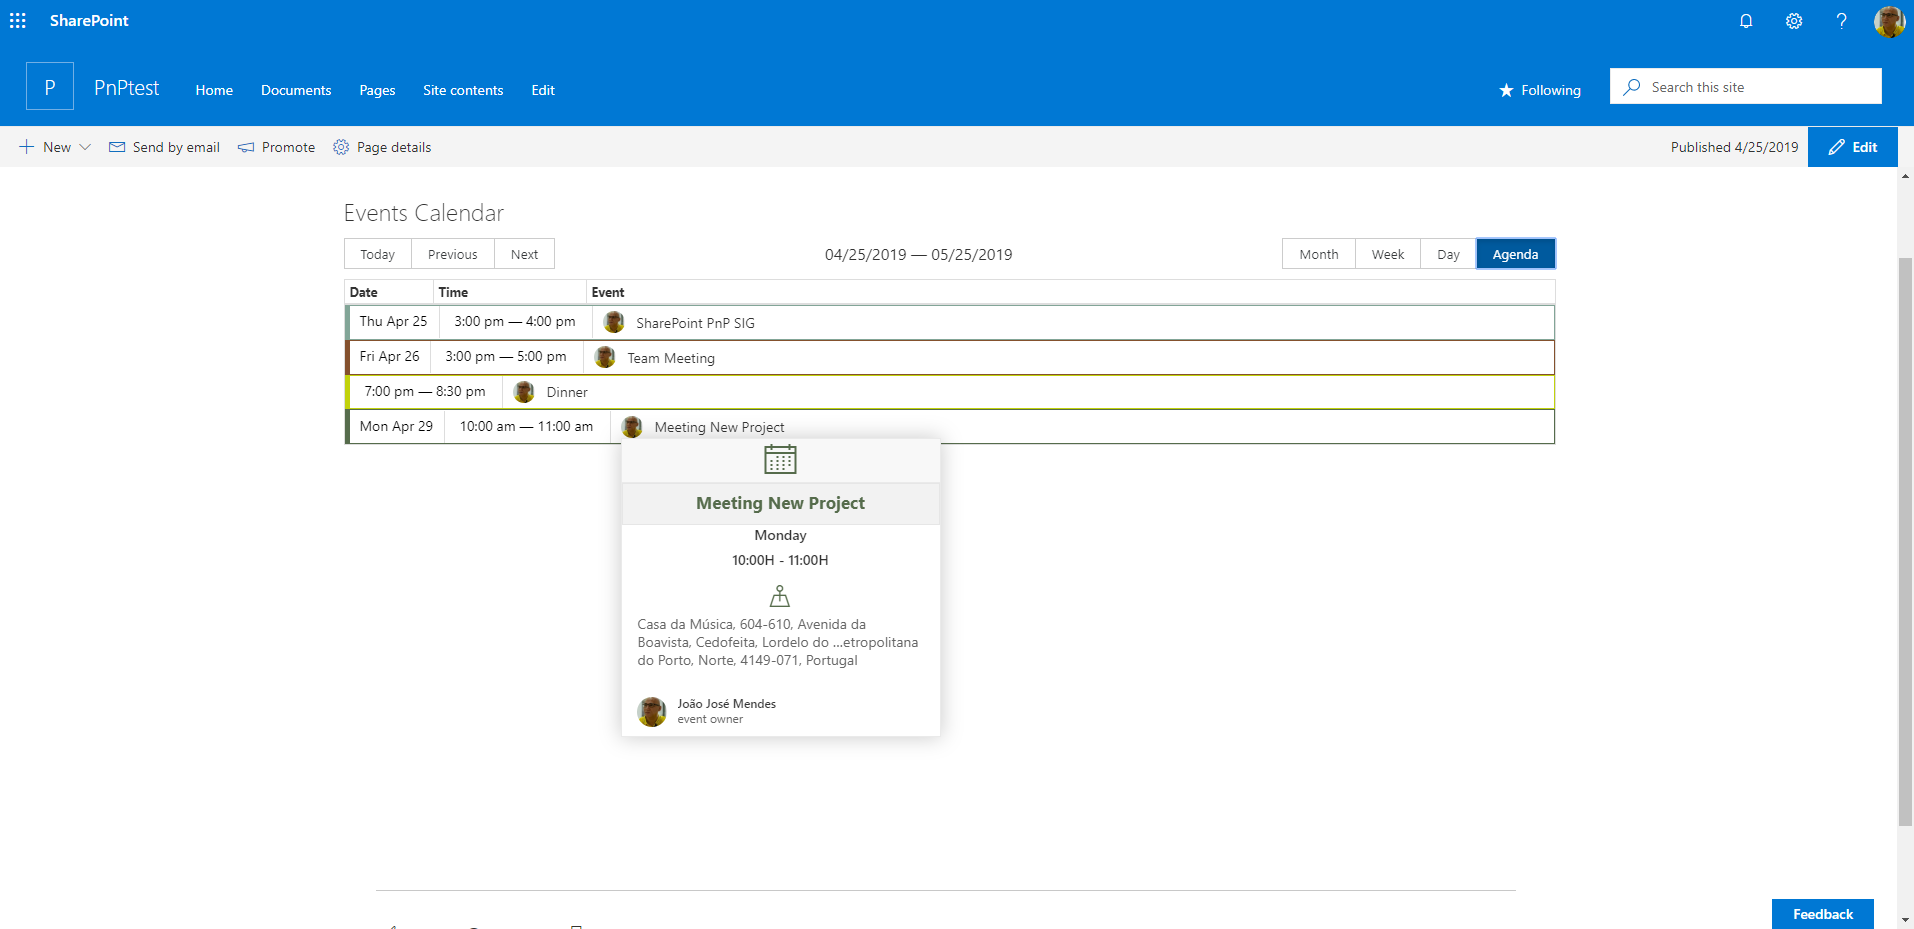 SharePoint
P
PnPtest
Home
Documents
Pages
Site contents
Edit
Following
Search this site
New
Send by email
Promote
Page details
Published 4/25/2019
Edit
Events Calendar
Today
Previous
Next
04/25/2019 — 05/25/2019
Month
Week
Day
Agenda
Date Time Event
Thu Apr 25 3:00 pm — 4:00 pm SharePoint PnP SIG
Fri Apr 26 3:00 pm — 5:00 pm Team Meeting
7:00 pm — 8:30 pm Dinner
Mon Apr 29 10:00 am — 11:00 am Meeting New Project
Meeting New Project
Monday
10:00H - 11:00H
Casa da Música, 604-610, Avenida da
Boavista, Cedofeita, Lordelo do ...etropolitana
do Porto, Norte, 4149-071, Portugal
João José Mendes
event owner
Feedback